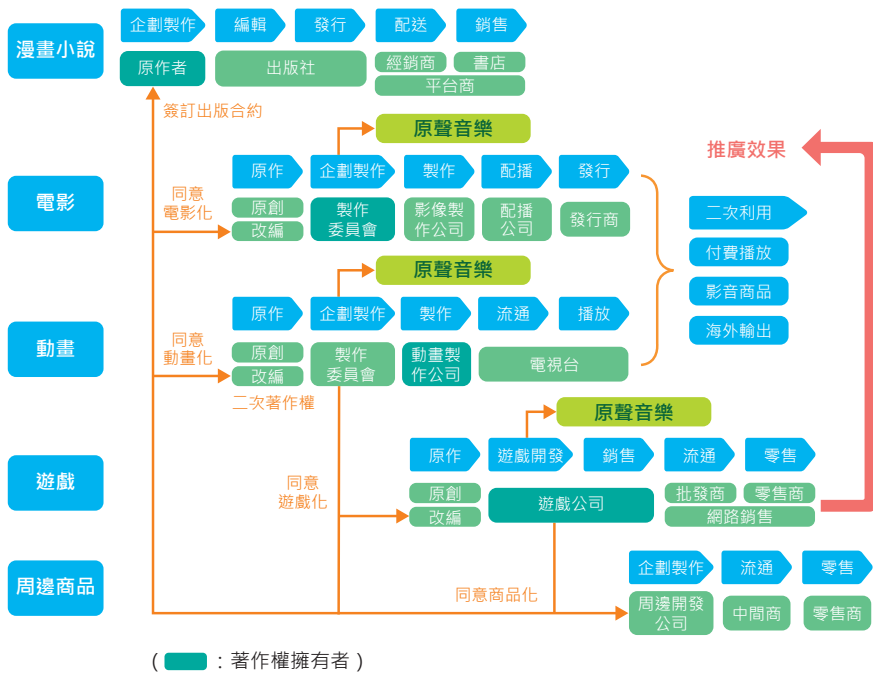 企劃製作 編輯 發行 配送 銷售
漫畫小說
原作者 出版社 經銷商 書店
平台商
簽訂出版合約
原聲音樂
推廣效果
電影
原作 企劃製作 製作 配播 發行
同意
電影化
原創
改編
製作
委員會
影像製
作公司
配播
公司
發行商
二次利用
付費播放
影音商品
海外輸出
原聲音樂
動畫
原作 企劃製作 製作 流通 播放
同意
動畫化
原創
改編
製作
委員會
動畫製
作公司
電視台
二次著作權
原聲音樂
遊戲
原作 遊戲開發 銷售 流通 零售
同意
遊戲化
原創
改編
遊戲公司
批發商 零售商
網路銷售
周邊商品
同意商品化
企劃製作 流通 零售
周邊開發
公司
中間商 零售商
( :著作權擁有者 )